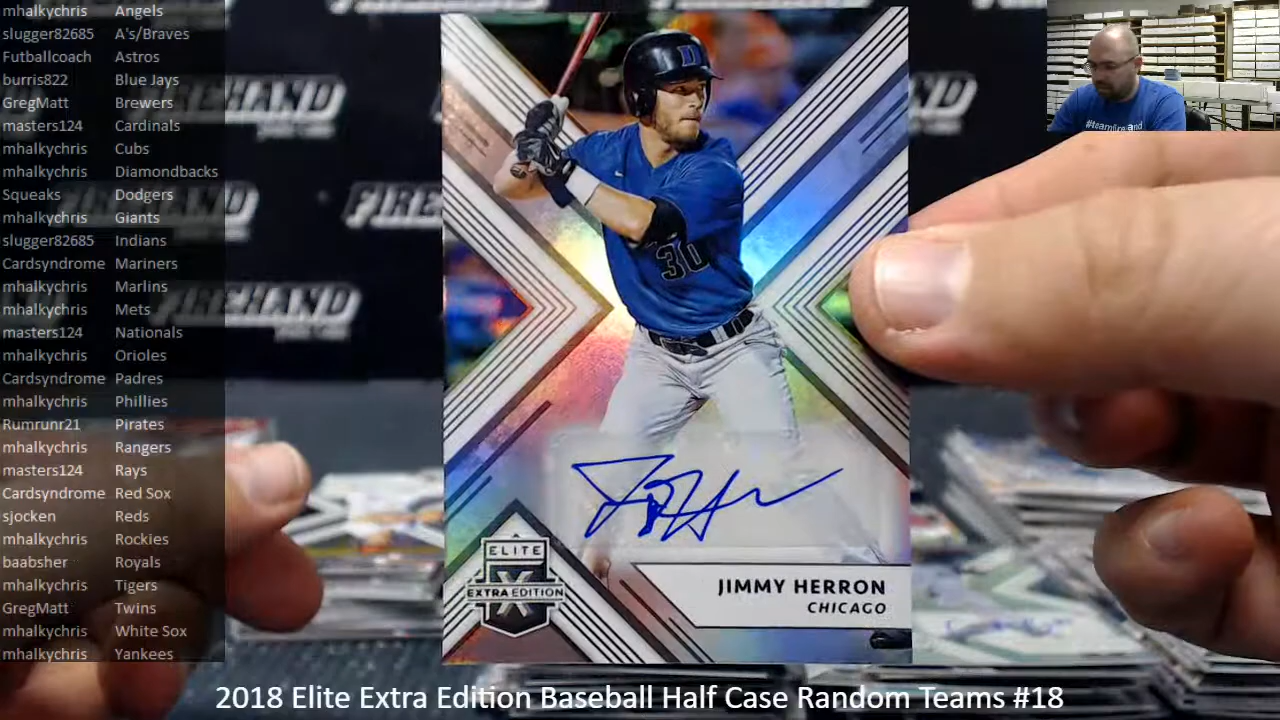 mhalkychris Angels
slugger82685 A's/Braves
Futballcoach Astros
burris822 Blue Jays
GregMatt Brewers
masters124 Cardinals
mhalkychris Cubs
mhalkychris Diamondbacks
Squeaks Dodgers
mhalkychris Giants
slugger82685 Indians
Cardsyndrome Mariners
mhalkychris Marlins
mhalkychris Mets
masters124 Nationals
mhalkychris Orioles
Cardsyndrome Padres
mhalkychris Phillies
Rumrunr21 Pirates
mhalkychris Rangers
masters124 Rays
Cardsyndrome Red Sox
sjocken Reds
mhalkychris Rockies
baabsher Royals
mhalkychris Tigers
GregMatt Twins
mhalkychris White Sox
mhalkychris Yankees
FIREHAND
D
30
ELITE
X
EXTRA EDITION
JIMMY HERRON
CHICAGO
2018 Elite Extra Edition Baseball Half Case Random Teams #18